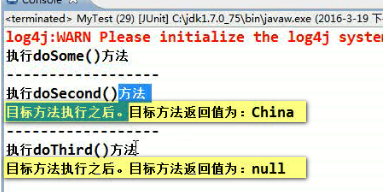 Console
<terminated> MyTest (29) [JUnit] C:\jdk1.7.0_75\bin\javaw.exe (2016-3-19 下
log4j:WARN Please initialize the log4j system
执行doSome()方法
------------------
执行doSecond()方法
目标方法执行之后。目标方法返回值为：China
------------------
执行doThird()方法
目标方法执行之后。目标方法返回值为：null